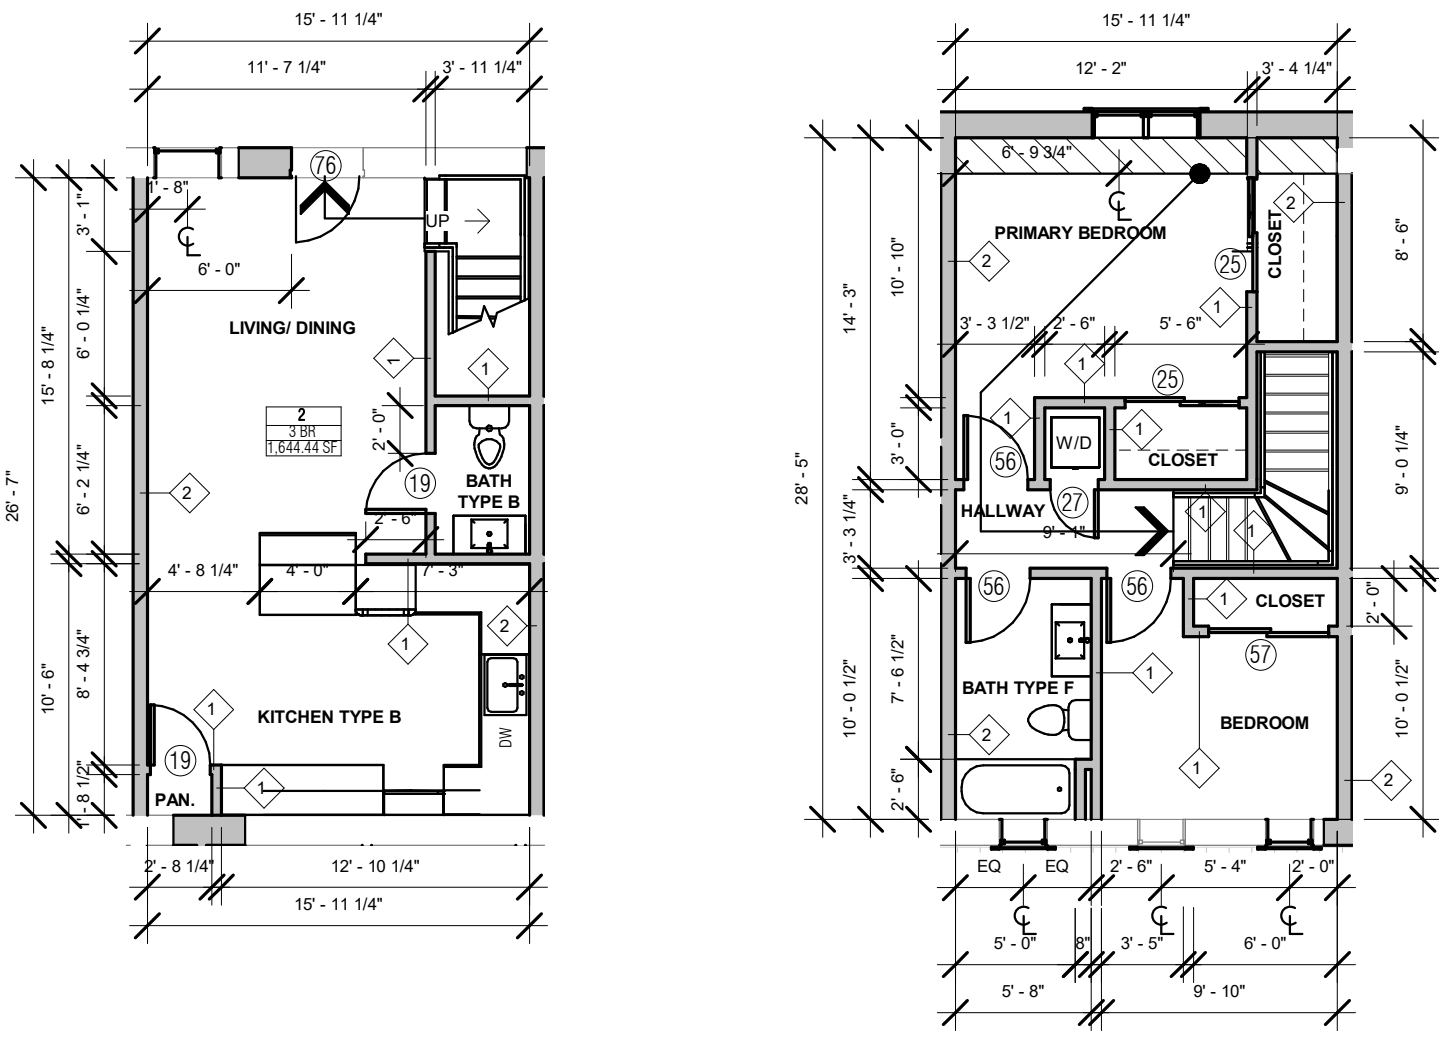 15' - 11 1/4"
11' - 7 1/4"
3' - 11 1/4"
76
1' - 8"
UP
3' - 1"
6' - 0"
LIVING/ DINING
6' - 0 1/4"
15' - 8 1/4"
1
1
2
3 BR
1,644.44 SF
2' - 0"
26' - 7"
6' - 2 1/4"
2
19
BATH
TYPE B
2' - 6"
4' - 8 1/4"
4' - 0"
7' - 3"
2
1
8' - 4 3/4"
10' - 6"
1
KITCHEN TYPE B
DW
19
1
PAN.
1' - 8 1/2"
2' - 8 1/4"
12' - 10 1/4"
15' - 11 1/4"
15' - 11 1/4"
12' - 2"
3' - 4 1/4"
6' - 9 3/4"
PRIMARY BEDROOM
CLOSET
2
2
25
8' - 6"
10' - 10"
14' - 3"
1
3' - 3 1/2"
2' - 6"
5' - 6"
1
25
1
1
W/D
CLOSET
3' - 0"
56
28' - 5"
9' - 0 1/4"
27
HALLWAY
1
1
9' - 1"
3' - 3 1/4"
56
56
1
CLOSET
2' - 0"
57
7' - 6 1/2"
10' - 0 1/2"
1
BATH TYPE F
BEDROOM
10' - 0 1/2"
2
1
2
2' - 6"
EQ
EQ
2' - 6"
5' - 4"
2' - 0"
5' - 0"
8"
3' - 5"
6' - 0"
5' - 8"
9' - 10"